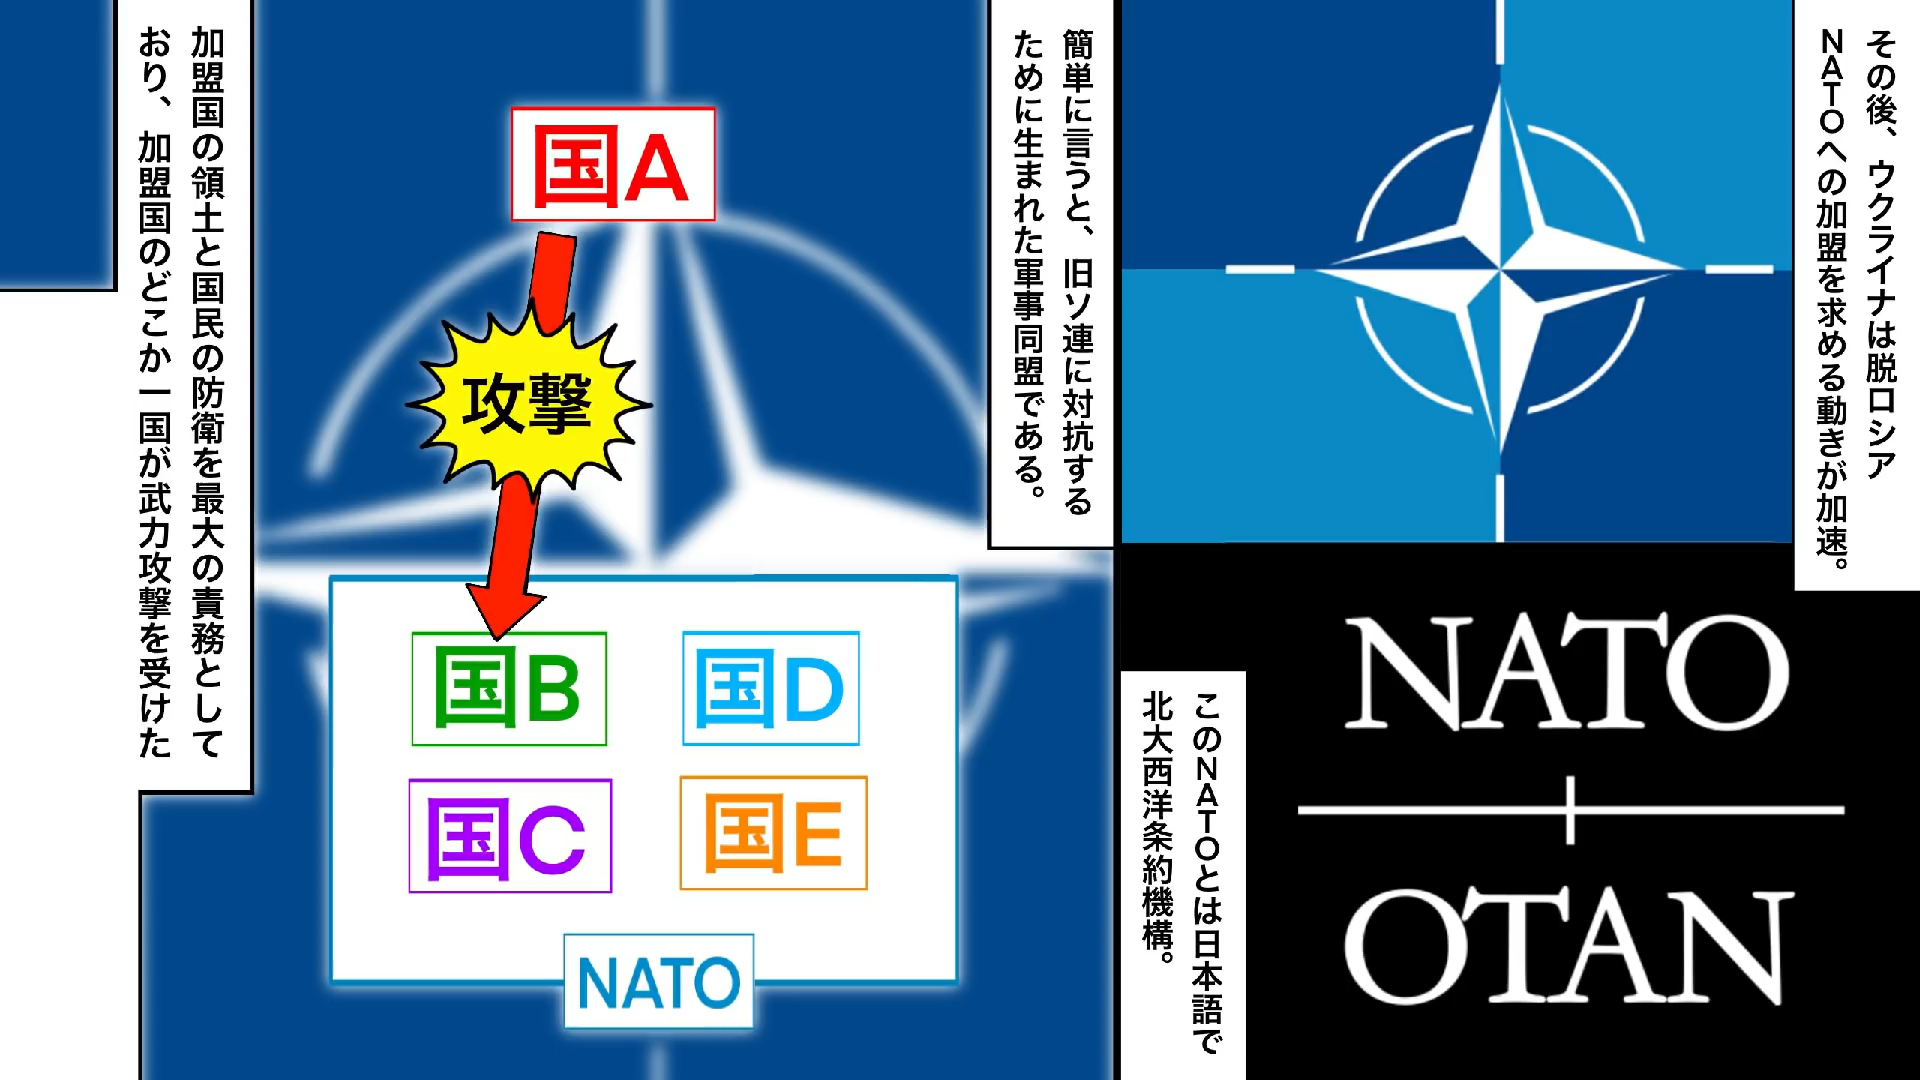 その後、ウクライナは脱ロシア
NATOへの加盟を求める動きが加速。
NATO
OTAN
このNATOとは日本語で
北大西洋条約機構。
簡単に言うと、旧ソ連に対抗する
ために生まれた軍事同盟である。
国A
攻撃
国B
国D
国C
国E
NATO
加盟国の領土と国民の防衛を最大の責務として
おり、加盟国のどこか一国が武力攻撃を受けた